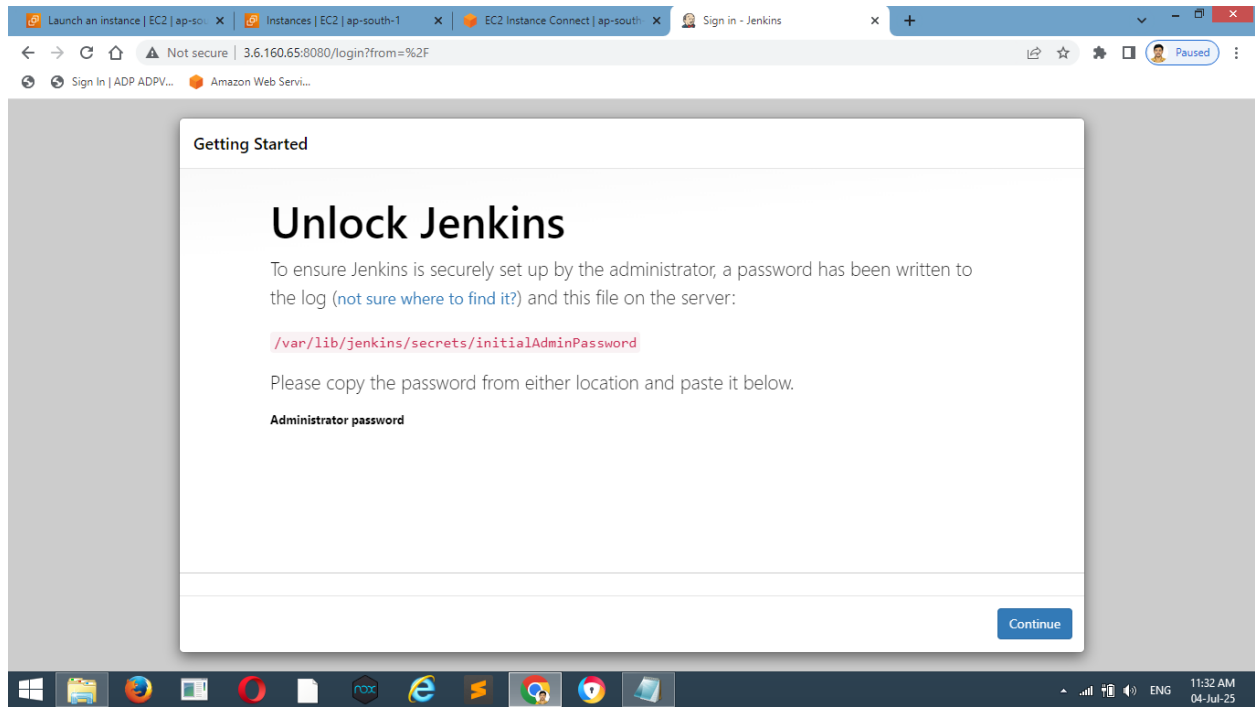 Launch an instance | EC2 | ap-sou
Instances | EC2 | ap-south-1
EC2 Instance Connect | ap-south
Sign in - Jenkins
Not secure | 3.6.160.65:8080/login?from=%2F
Paused
Sign In | ADP ADPV...
Amazon Web Servi...
Getting Started
Unlock Jenkins
To ensure Jenkins is securely set up by the administrator, a password has been written to
the log (not sure where to find it?) and this file on the server:
/var/lib/jenkins/secrets/initialAdminPassword
Please copy the password from either location and paste it below.
Administrator password
Continue
nox
ENG
11:32 AM
04-Jul-25